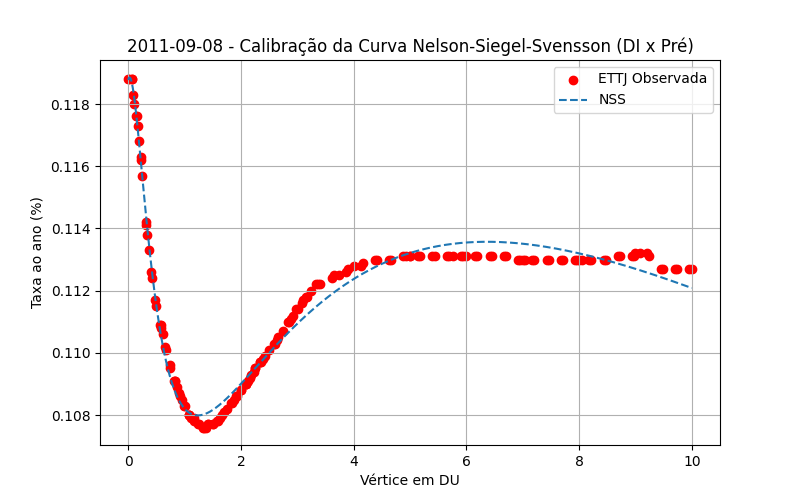 2011-09-08 - Calibração da Curva Nelson-Siegel-Svensson (DI x Pré)
ETTJ Observada
NSS
Taxa ao ano (%)
0.118
0.116
0.114
0.112
0.110
0.108
0 2 4 6 8 10
Vértice em DU